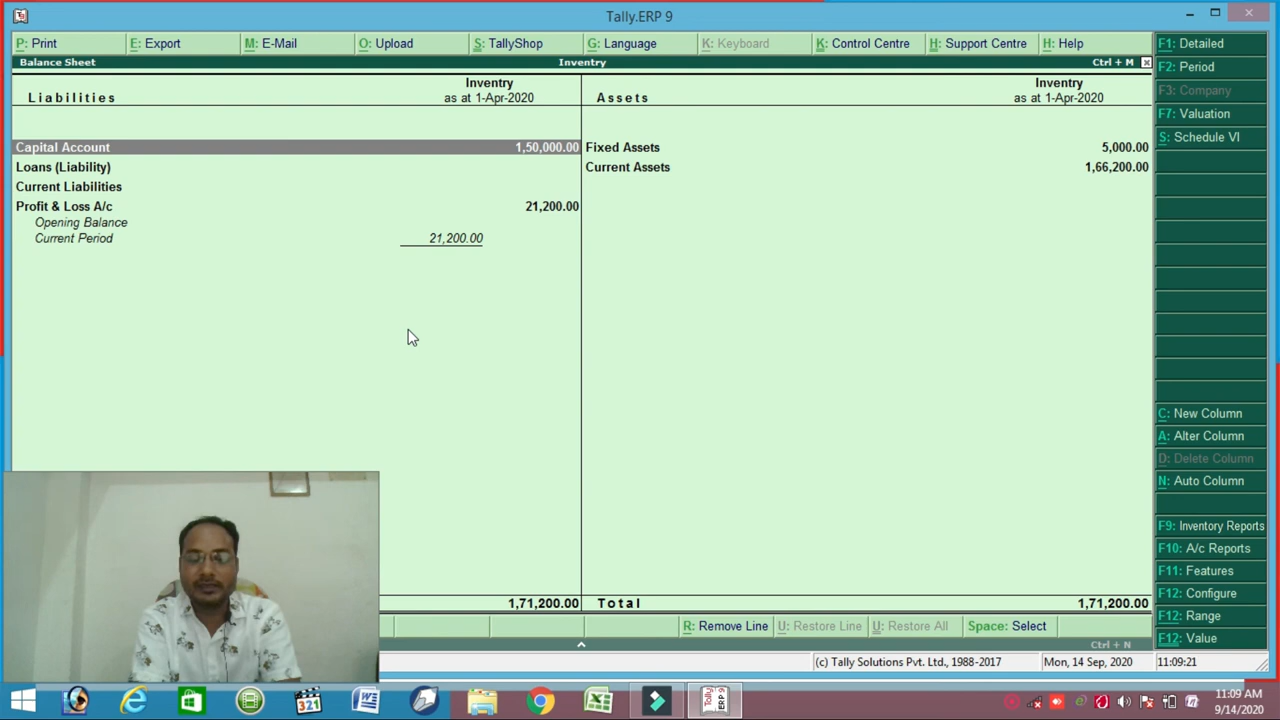 Tally.ERP 9
P: Print E: Export M: E-Mail O: Upload S: TallyShop G: Language K: Keyboard K: Control Centre H: Support Centre H: Help
Balance Sheet Inventry Ctrl + M x
Liabilities Inventry as at 1-Apr-2020 Assets Inventry as at 1-Apr-2020
Capital Account 1,50,000.00 Fixed Assets 5,000.00
Loans (Liability) Current Assets 1,66,200.00
Current Liabilities
Profit & Loss A/c 21,200.00
Opening Balance
Current Period 21,200.00
1,71,200.00 Total 1,71,200.00
R: Remove Line U: Restore Line U: Restore All Space: Select
Ctrl + N
(c) Tally Solutions Pvt. Ltd., 1988-2017 Mon, 14 Sep, 2020 11:09:21
F1: Detailed
F2: Period
F3: Company
F7: Valuation
S: Schedule VI
C: New Column
A: Alter Column
D: Delete Column
N: Auto Column
F9: Inventory Reports
F10: A/c Reports
F11: Features
F12: Configure
F12: Range
F12: Value
321
ERP 9
11:09 AM
9/14/2020